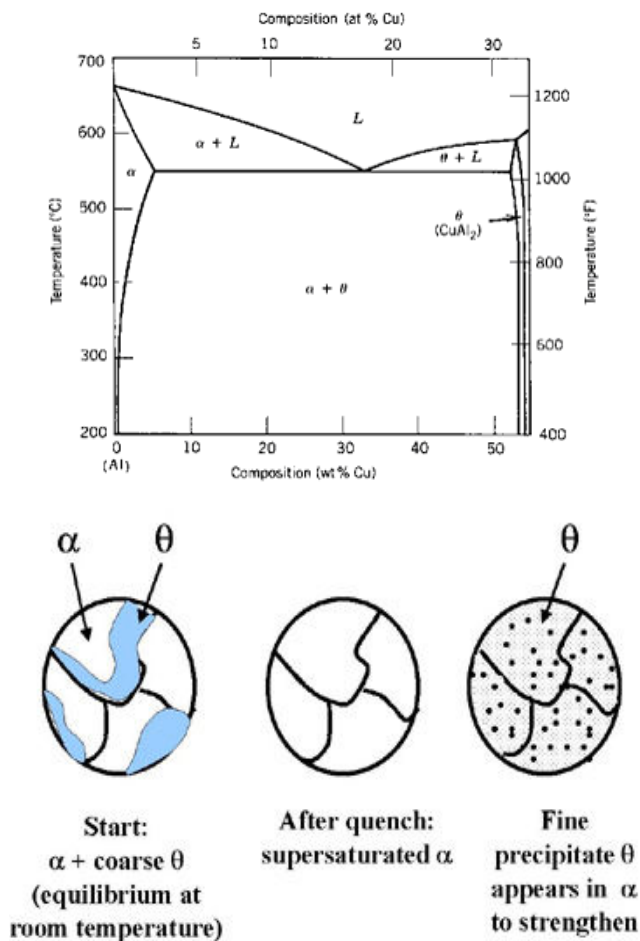 Composition (at % Cu)
5 10 20 30
700
600
500
400
300
200
Temperature (°C)
1200
1000
800
600
400
Temperature (°F)
L
α + L
θ + L
α
θ
(CuAl₂)
α + θ
0 10 20 30 40 50
(Al)
Composition (wt % Cu)
α θ θ
Start:
α + coarse θ
(equilibrium at
room temperature)
After quench:
supersaturated α
Fine
precipitate θ
appears in α
to strengthen